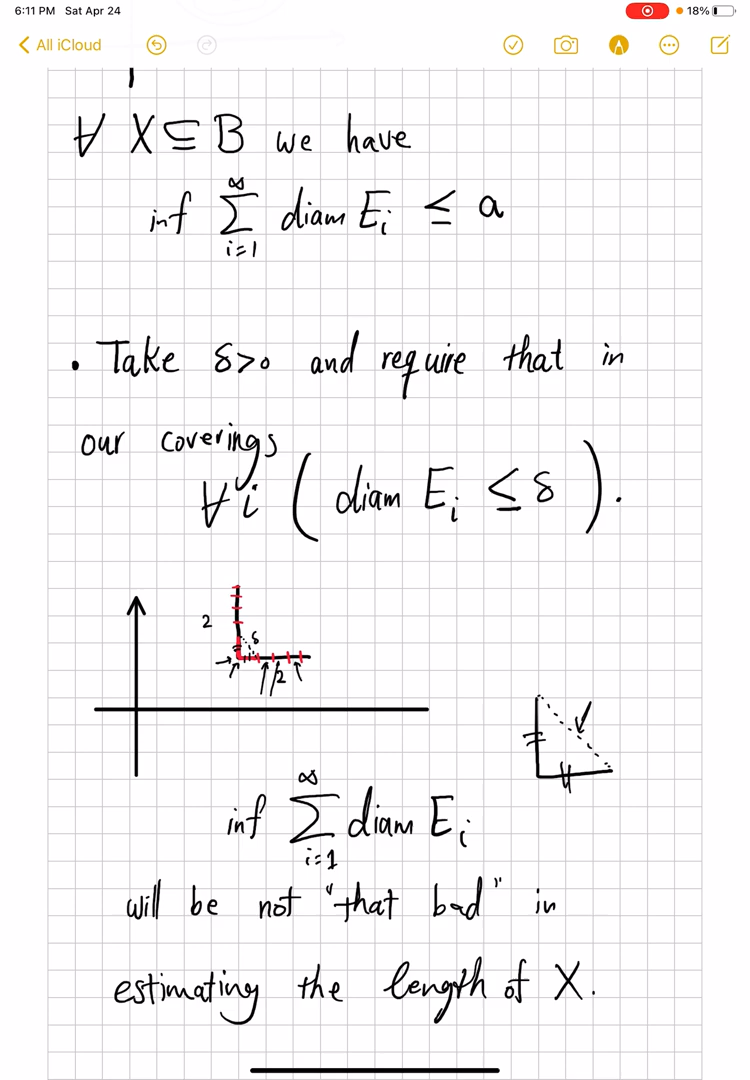 6:11 PM Sat Apr 24
18%
All iCloud
∀ X ⊆ B we have
inf ∑_{i=1}^{∞} diam E_i ≤ a
• Take δ>0 and require that in
our coverings
∀i ( diam E_i ≤ δ ).
2
δ
2
inf ∑_{i=1}^{∞} diam E_i
will be not "that bad" in
estimating the length of X.